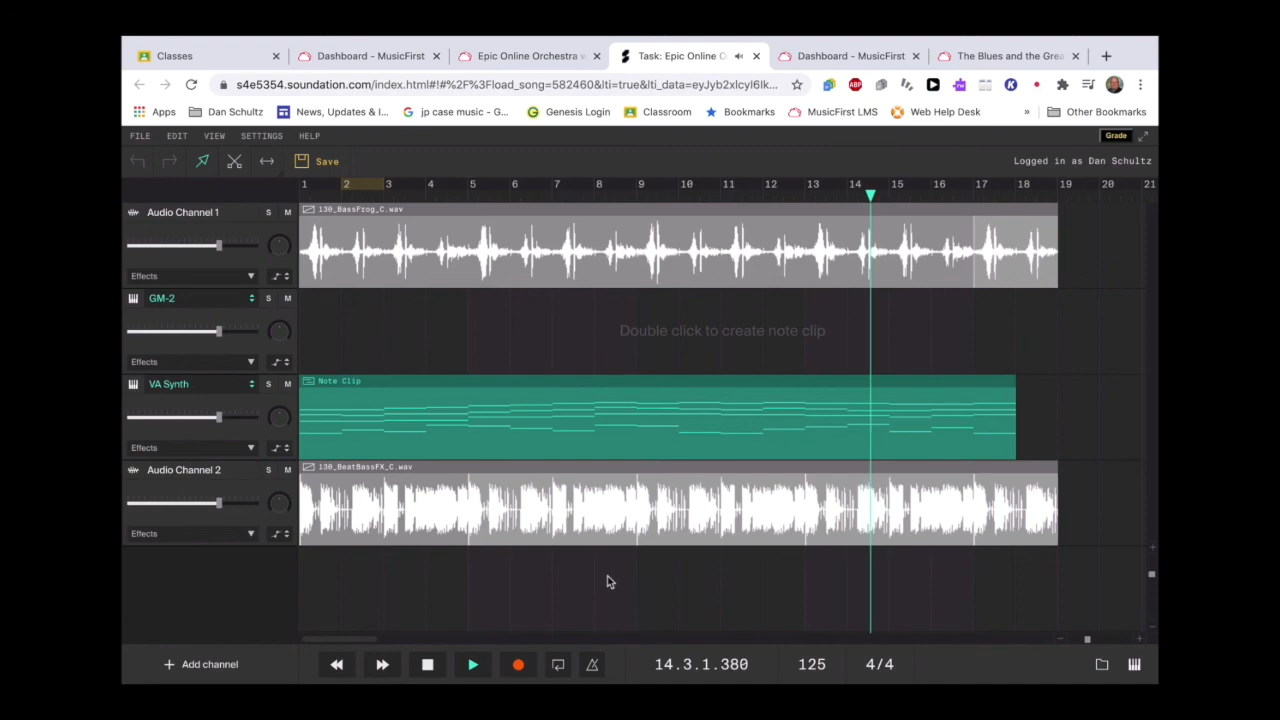 Classes
Dashboard - MusicFirst
Epic Online Orchestra w
Task: Epic Online O
Dashboard - MusicFirst
The Blues and the Grea
s4e5354.soundation.com/index.html#!#%2F%3Fload_song=582460&lti=true&lti_data=eyJyb2xlcyI6Ik...
Apps
Dan Schultz
News, Updates & I...
jp case music - G...
Genesis Login
Classroom
Bookmarks
MusicFirst LMS
Web Help Desk
»
Other Bookmarks
FILE EDIT VIEW SETTINGS HELP
Grade
Save
Logged in as Dan Schultz
1 2 3 4 5 6 7 8 9 10 11 12 13 14 15 16 17 18 19 20 21
Audio Channel 1 S M
130_BassFrog_C.wav
Effects
GM-2 S M
Double click to create note clip
Effects
VA Synth S M
Note Clip
Effects
Audio Channel 2 S M
130_BeatBassFX_C.wav
Effects
+ Add channel
14.3.1.380
125
4/4